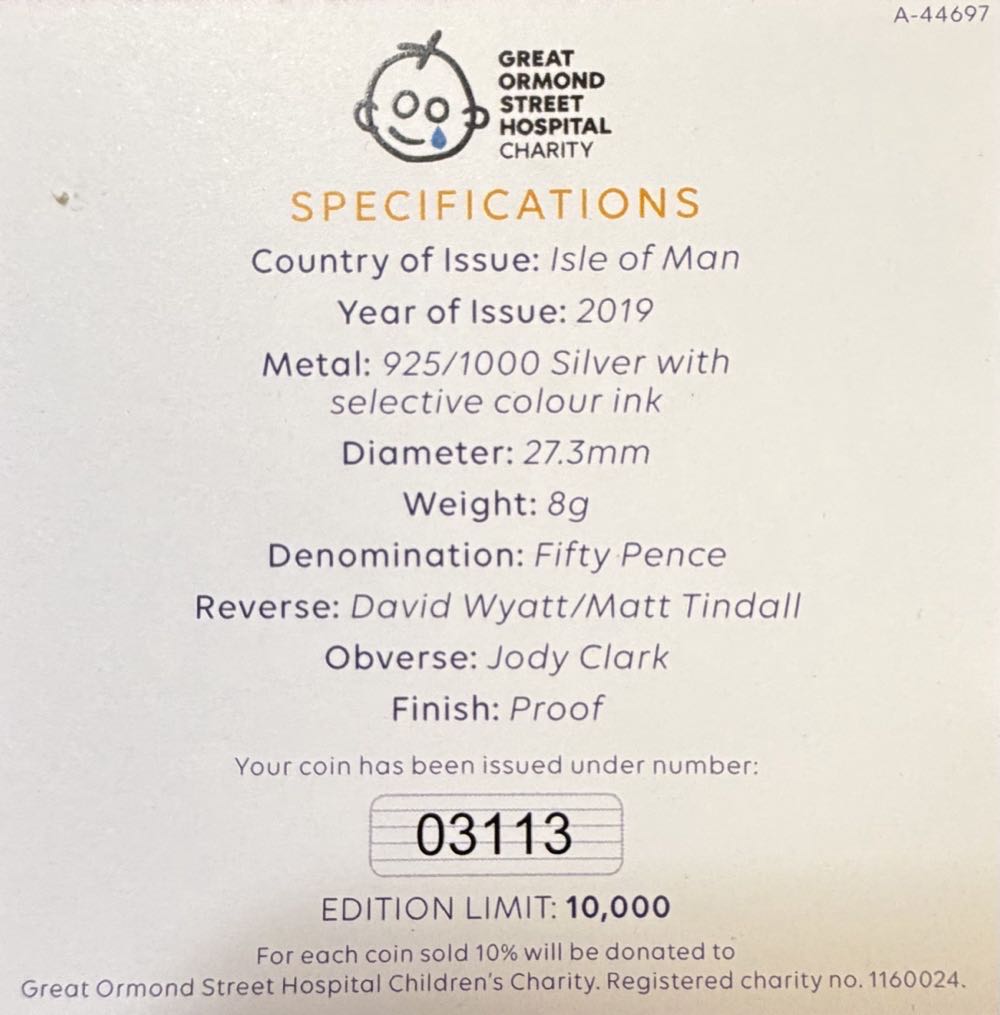 A-44697
GREAT
ORMOND
STREET
HOSPITAL
CHARITY
SPECIFICATIONS
Country of Issue: Isle of Man
Year of Issue: 2019
Metal: 925/1000 Silver with
selective colour ink
Diameter: 27.3mm
Weight: 8g
Denomination: Fifty Pence
Reverse: David Wyatt/Matt Tindall
Obverse: Jody Clark
Finish: Proof
Your coin has been issued under number:
03113
EDITION LIMIT: 10,000
For each coin sold 10% will be donated to
Great Ormond Street Hospital Children's Charity. Registered charity no. 1160024.